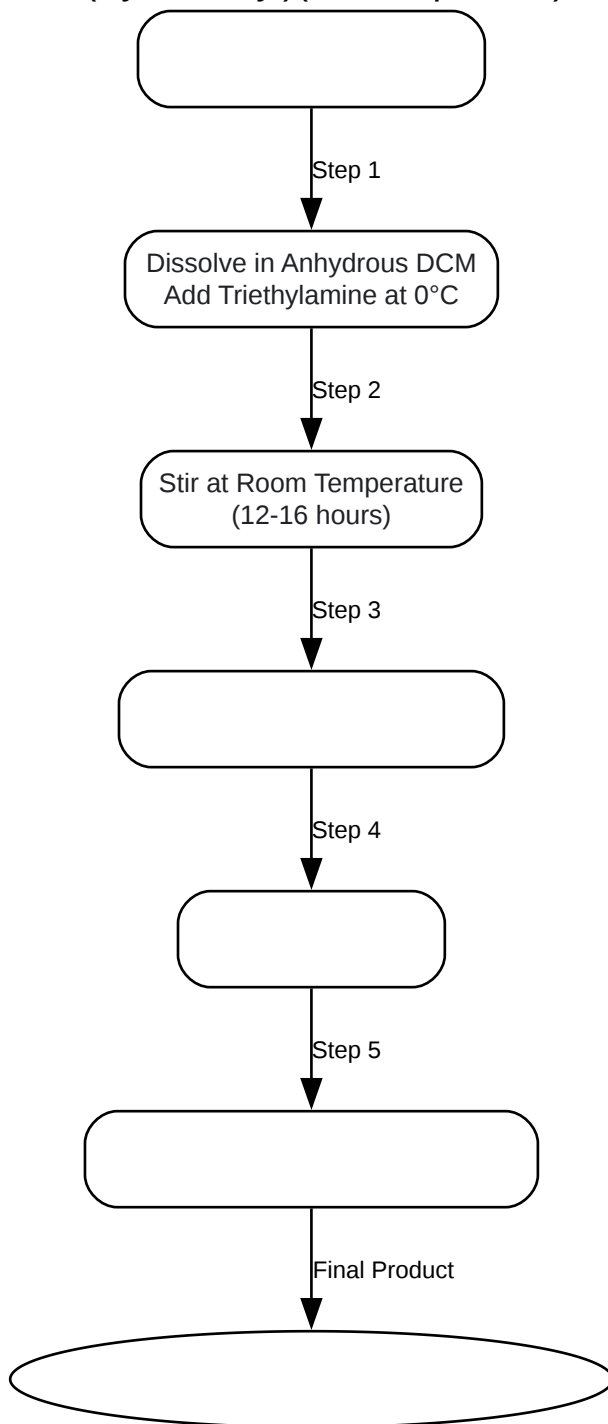 Step 1
Dissolve in Anhydrous DCM
Add Triethylamine at 0°C
Step 2
Stir at Room Temperature
(12-16 hours)
Step 3
Step 4
Step 5
Final Product